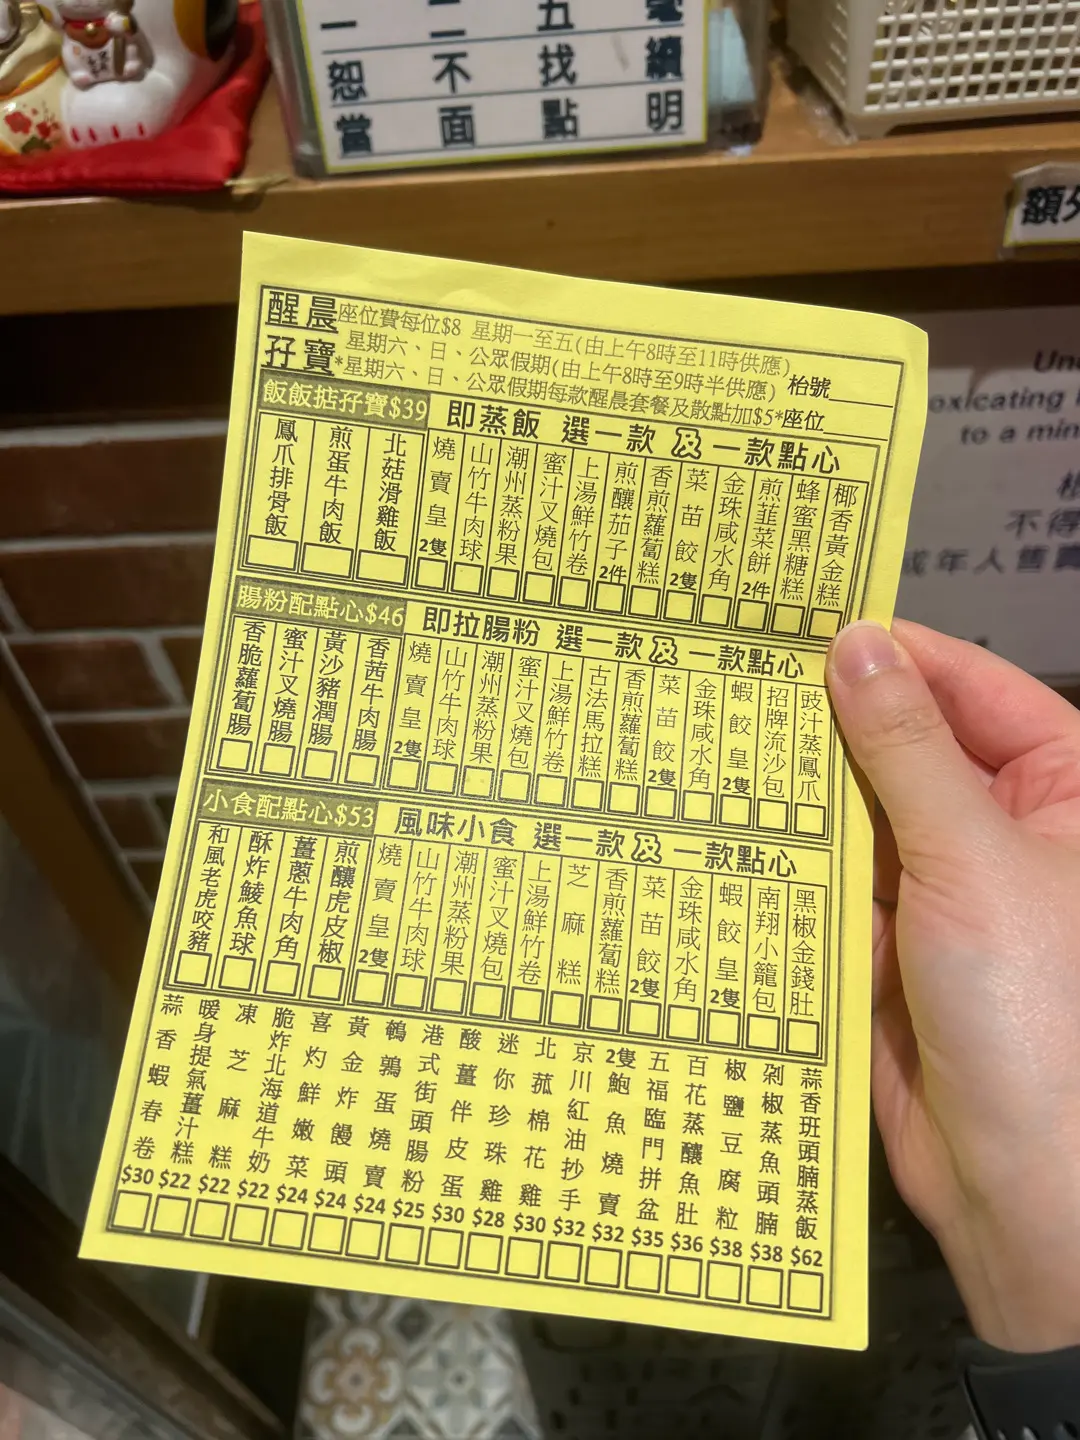 一二五毫
恕不找續
當面點明
額外
Un
oxicating
to a min
不得
成年人售賣
醒晨孖寶
座位費每位$8 星期一至五(由上午8時至11時供應)
星期六、日、公眾假期(由上午8時至9時半供應)
*星期六、日、公眾假期每款醒晨套餐及散點加$5*
枱號
座位
飯飯掂孖寶$39
即蒸飯 選一款及一款點心
鳳爪排骨飯
煎蛋牛肉飯
北菇滑雞飯
燒賣皇2隻
山竹牛肉球
潮州蒸粉果
蜜汁叉燒包
上湯鮮竹卷
煎釀茄子2件
香煎蘿蔔糕
菜苗餃2隻
金珠咸水角
煎韮菜餅2件
蜂蜜黑糖糕
椰香黃金糕
腸粉配點心$46
即拉腸粉 選一款及一款點心
香脆蘿蔔腸
蜜汁叉燒腸
黃沙豬潤腸
香茜牛肉腸
燒賣皇2隻
山竹牛肉球
潮州蒸粉果
蜜汁叉燒包
上湯鮮竹卷
古法馬拉糕
香煎蘿蔔糕
菜苗餃2隻
金珠咸水角
蝦餃皇2隻
招牌流沙包
豉汁蒸鳳爪
小食配點心$53
風味小食 選一款及一款點心
和風老虎咬豬
酥炸鯪魚球
薑蔥牛肉角
煎釀虎皮椒
燒賣皇2隻
山竹牛肉球
潮州蒸粉果
蜜汁叉燒包
上湯鮮竹卷
芝麻糕
香煎蘿蔔糕
菜苗餃2隻
金珠咸水角
蝦餃皇2隻
南翔小籠包
黑椒金錢肚
蒜香蝦春卷 $30
暖身提氣薑汁糕 $22
凍芝麻糕 $22
脆炸北海道牛奶 $22
喜灼鮮嫩菜 $24
黃金炸饅頭 $24
鵪鶉蛋燒賣 $24
港式街頭腸粉 $25
酸薑伴皮蛋 $30
迷你珍珠雞 $28
北菰棉花雞 $30
京川紅油抄手 $32
2隻鮑魚燒賣 $32
五福臨門拼盆 $35
百花蒸釀魚肚 $36
椒鹽豆腐粒 $38
剁椒蒸魚頭腩 $38
蒜香班頭腩蒸飯 $62